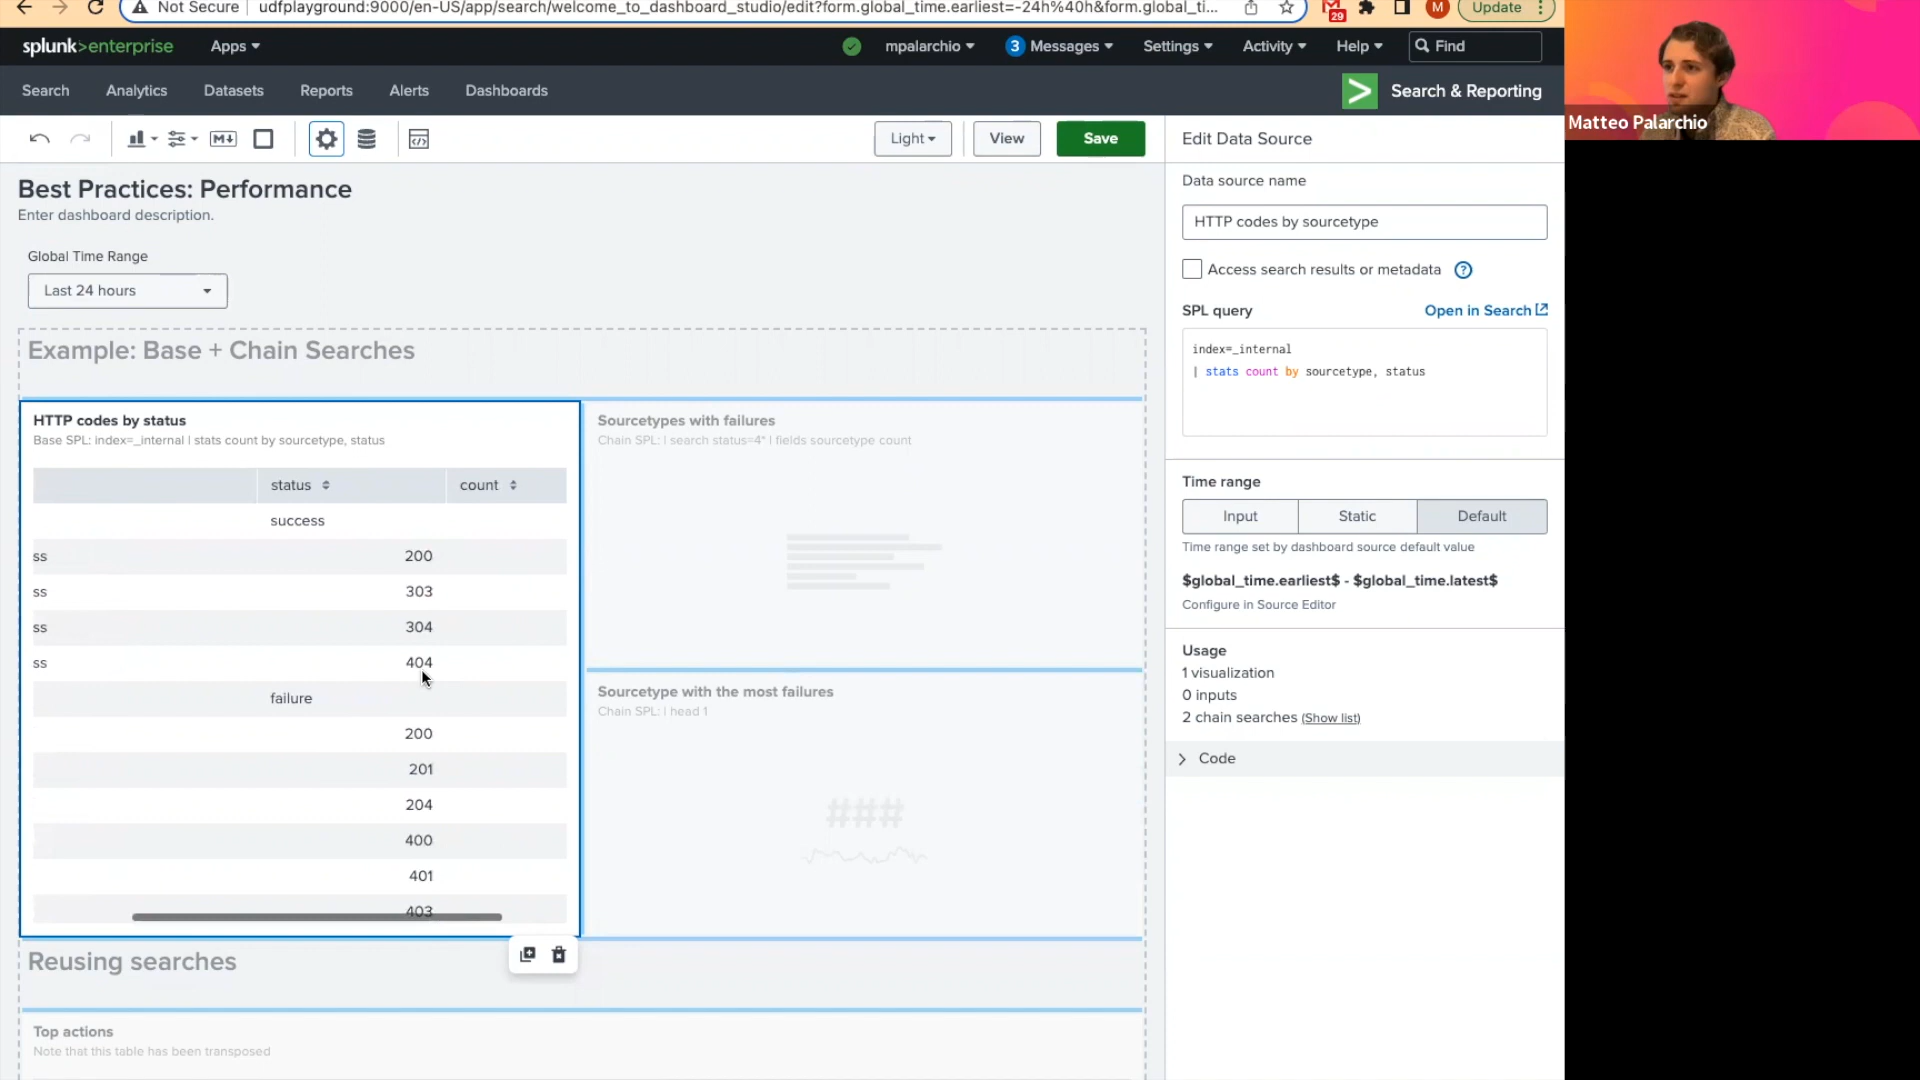 Not Secure
udfplayground:9000/en-US/app/search/welcome_to_dashboard_studio/edit?form.global_time.earliest=-24h%40h&form.global_ti...
29
M
Update
splunk>enterprise
Apps
mpalarchio
3 Messages
Settings
Activity
Help
Find
Search
Analytics
Datasets
Reports
Alerts
Dashboards
Search & Reporting
Matteo Palarchio
M
Light
View
Save
Edit Data Source
Best Practices: Performance
Enter dashboard description.
Global Time Range
Last 24 hours
Example: Base + Chain Searches
HTTP codes by status
Base SPL: index=_internal | stats count by sourcetype, status
status
count
success
ss 200
ss 303
ss 304
ss 404
failure
200
201
204
400
401
403
Sourcetypes with failures
Chain SPL: | search status=4* | fields sourcetype count
Sourcetype with the most failures
Chain SPL: | head 1
###
Reusing searches
Top actions
Note that this table has been transposed
Data source name
HTTP codes by sourcetype
Access search results or metadata ?
SPL query
Open in Search
index=_internal
| stats count by sourcetype, status
Time range
Input
Static
Default
Time range set by dashboard source default value
$global_time.earliest$ - $global_time.latest$
Configure in Source Editor
Usage
1 visualization
0 inputs
2 chain searches (Show list)
Code